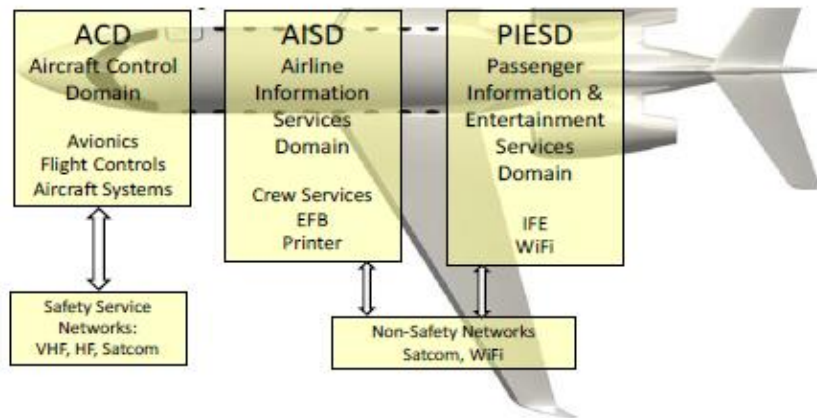 ACD
Aircraft Control
Domain
Avionics
Flight Controls
Aircraft Systems
AISD
Airline
Information
Services
Domain
Crew Services
EFB
Printer
PIESD
Passenger
Information &
Entertainment
Services
Domain
IFE
WiFi
Safety Service
Networks:
VHF, HF, Satcom
Non-Safety Networks
Satcom, WiFi